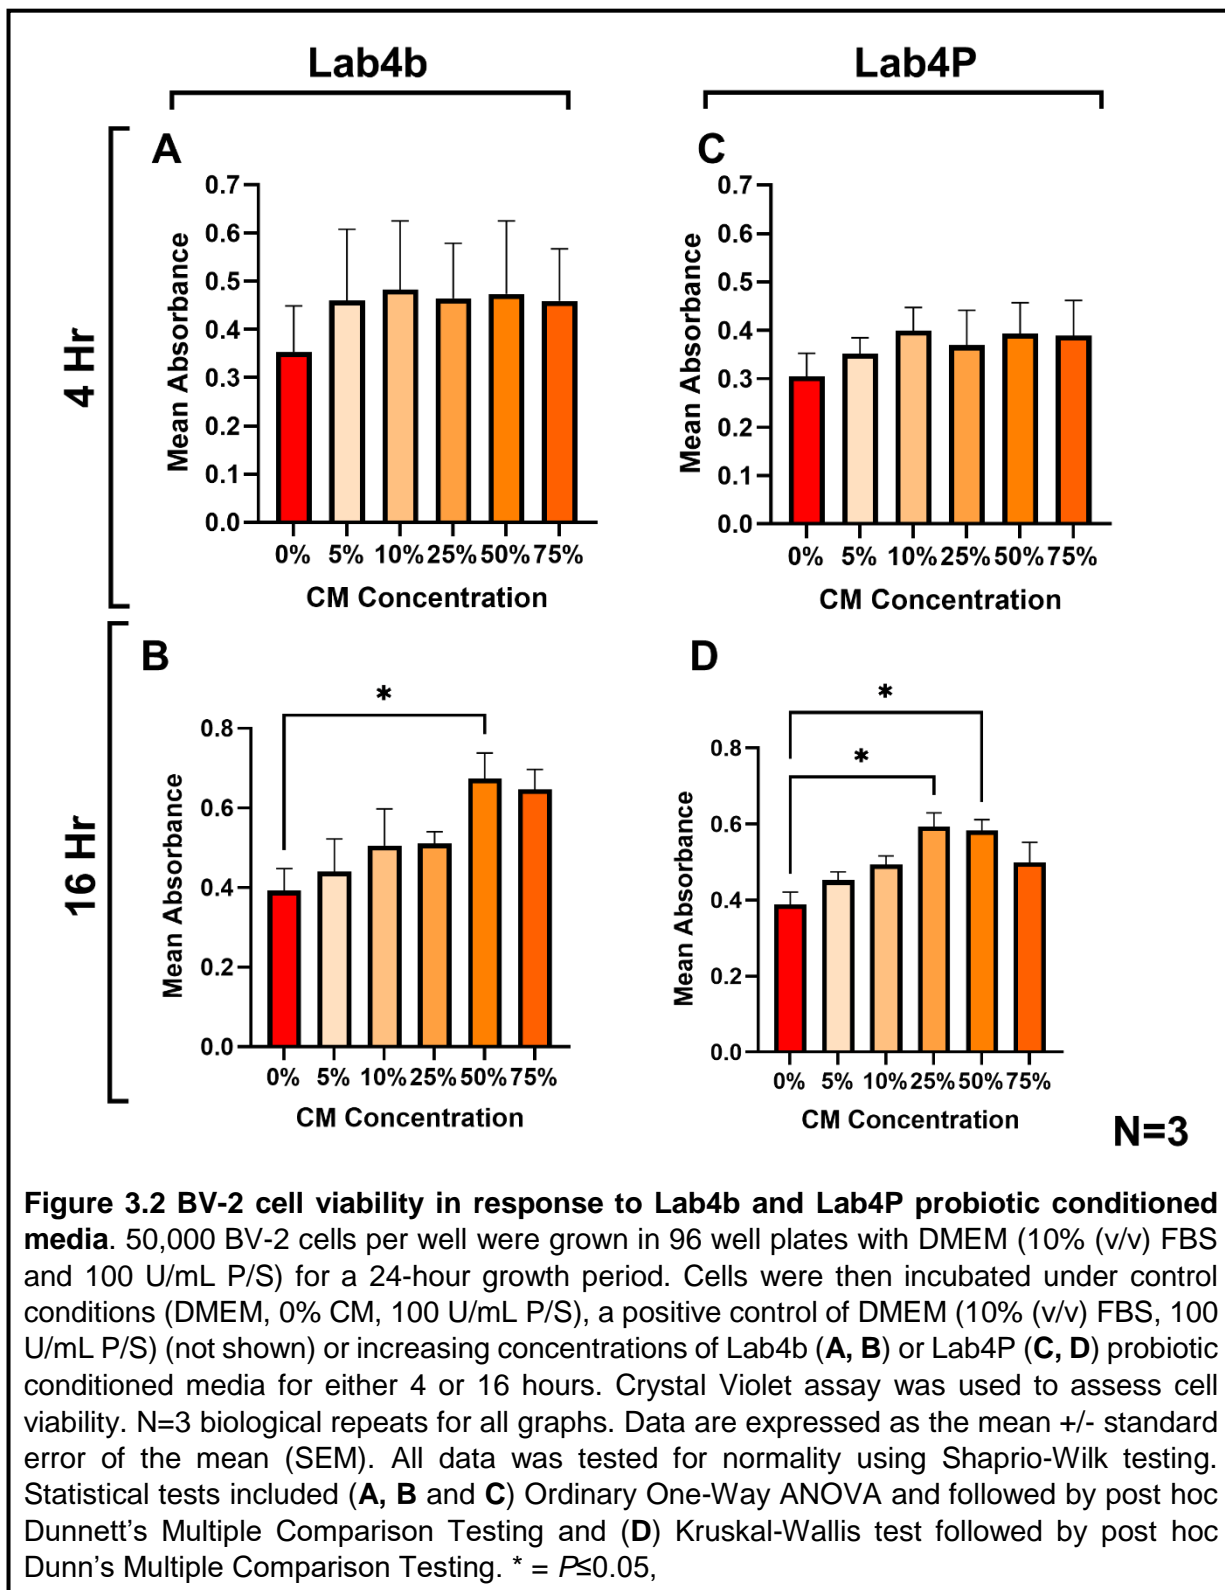 Lab4b
Lab4P
4 Hr
A
0.7
0.6
0.5
0.4
0.3
0.2
0.1
0.0
Mean Absorbance
0% 5% 10% 25% 50% 75%
CM Concentration
C
0.7
0.6
0.5
0.4
0.3
0.2
0.1
0.0
Mean Absorbance
0% 5% 10% 25% 50% 75%
CM Concentration
16 Hr
B
*
0.8
0.6
0.4
0.2
0.0
Mean Absorbance
0% 5% 10% 25% 50% 75%
CM Concentration
D
*
*
0.8
0.6
0.4
0.2
0.0
Mean Absorbance
0% 5% 10% 25% 50% 75%
CM Concentration
N=3
Figure 3.2 BV-2 cell viability in response to Lab4b and Lab4P probiotic conditioned
media. 50,000 BV-2 cells per well were grown in 96 well plates with DMEM (10% (v/v) FBS
and 100 U/mL P/S) for a 24-hour growth period. Cells were then incubated under control
conditions (DMEM, 0% CM, 100 U/mL P/S), a positive control of DMEM (10% (v/v) FBS, 100
U/mL P/S) (not shown) or increasing concentrations of Lab4b (A, B) or Lab4P (C, D) probiotic
conditioned media for either 4 or 16 hours. Crystal Violet assay was used to assess cell
viability. N=3 biological repeats for all graphs. Data are expressed as the mean +/- standard
error of the mean (SEM). All data was tested for normality using Shaprio-Wilk testing.
Statistical tests included (A, B and C) Ordinary One-Way ANOVA and followed by post hoc
Dunnett's Multiple Comparison Testing and (D) Kruskal-Wallis test followed by post hoc
Dunn's Multiple Comparison Testing. * = P≤0.05,